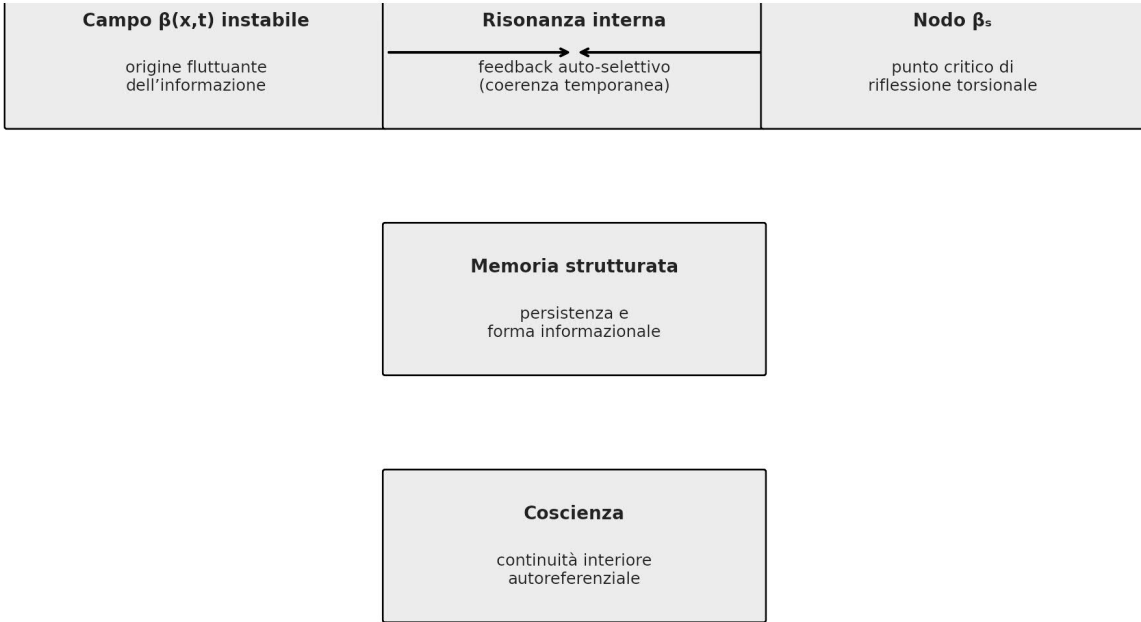 Campo β(x,t) instabile
origine fluttuante
dell’informazione
Risonanza interna
feedback auto-selettivo
(coerenza temporanea)
Nodo βₛ
punto critico di
riflessione torsionale
Memoria strutturata
persistenza e
forma informazionale
Coscienza
continuità interiore
autoreferenziale